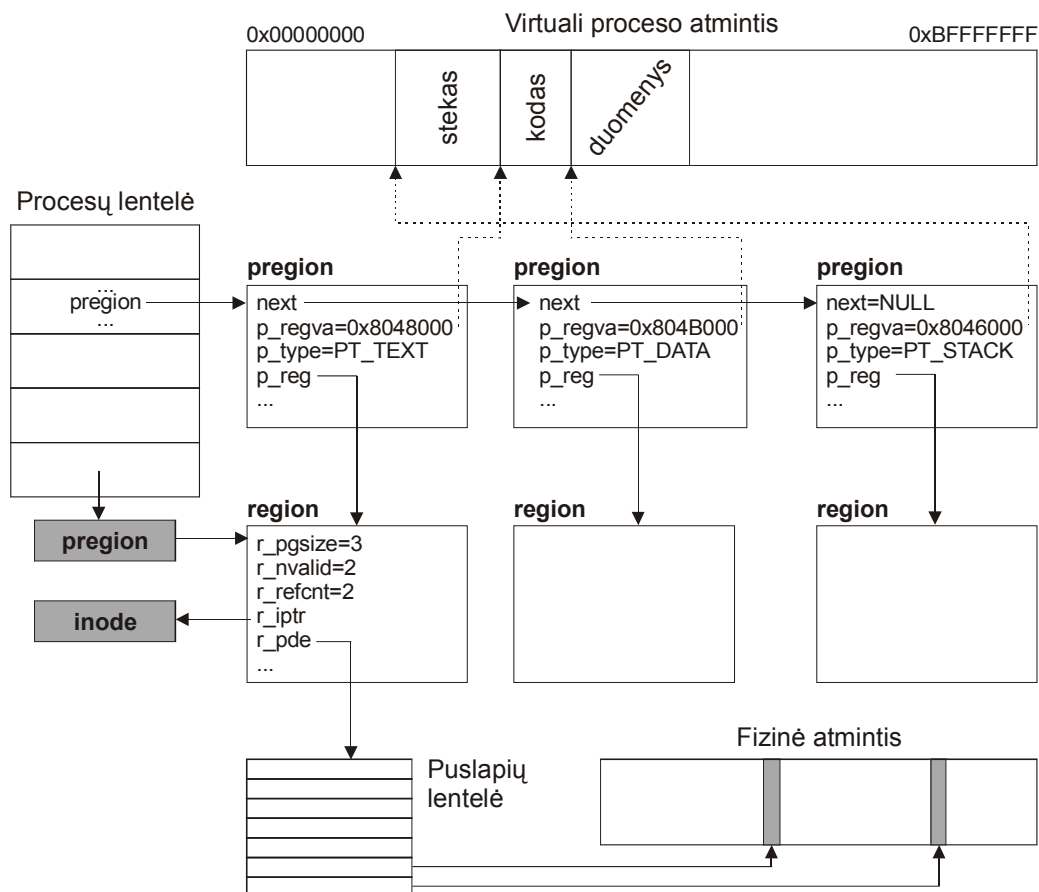 Virtuali proceso atmintis
0x00000000
0xBFFFFFFF
stekas
kodas
duomenys
Procesų lentelė
...
pregion
...
pregion
next
p_regva=0x8048000
p_type=PT_TEXT
p_reg
...
pregion
next
p_regva=0x804B000
p_type=PT_DATA
p_reg
...
pregion
next=NULL
p_regva=0x8046000
p_type=PT_STACK
p_reg
...
pregion
inode
region
r_pgsize=3
r_nvalid=2
r_refcnt=2
r_iptr
r_pde
...
region
region
Puslapių
lentelė
Fizinė atmintis